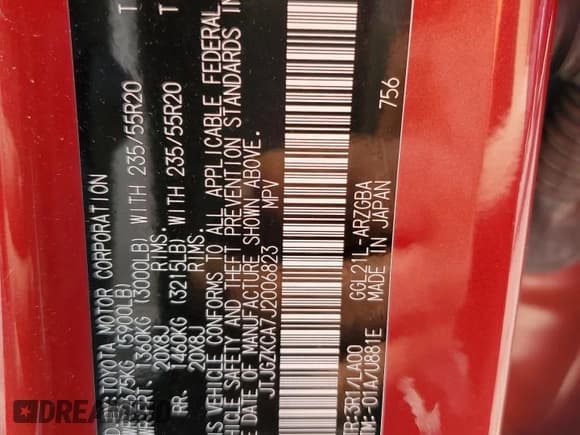 TOYOTA MOTOR CORPORATION
2675KG (5900LB)
1360KG (3000LB) WITH 235/55R20 T
20X8J RIMS.
RR. 1460KG (3215LB) WITH 235/55R20 T
20X8J RIMS.
VEHICLE CONFORMS TO ALL APPLICABLE FEDERAL
VEHICLE SAFETY AND THEFT PREVENTION STANDARDS IN
DATE OF MANUFACTURE SHOWN ABOVE.
JTJGZKCA7J2006823 MPV
3R1/LA00 GGL21L-ARZGBA 756
01A/U881E MADE IN JAPAN
DREAMBID